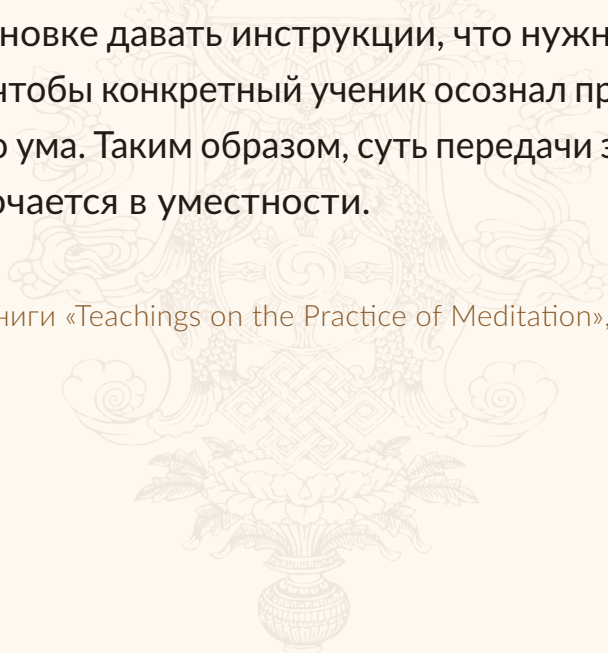 новке давать инструкции, что нужн
чтобы конкретный ученик осознал пр
о ума. Таким образом, суть передачи з
очается в уместности.
ниги «Teachings on the Practice of Meditation»,